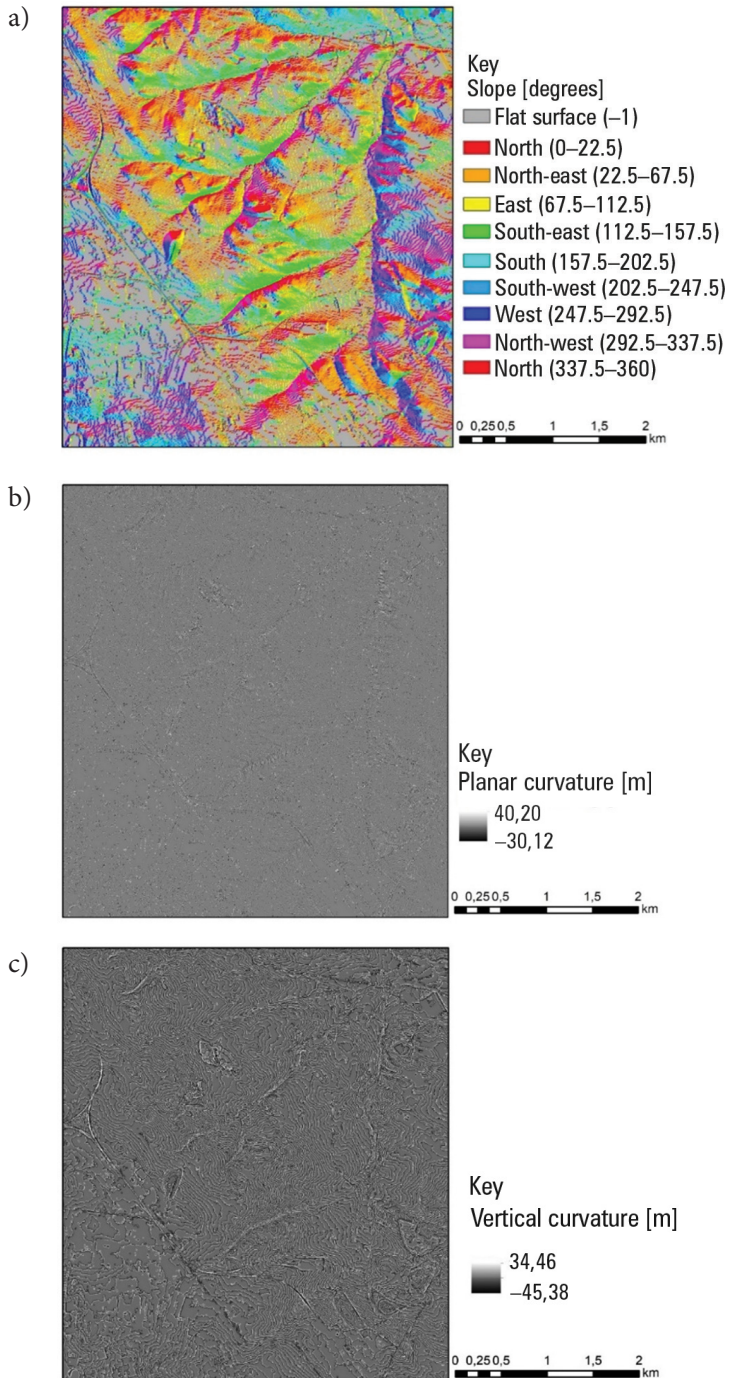 a)
Key
Slope [degrees]
Flat surface (–1)
North (0–22.5)
North-east (22.5–67.5)
East (67.5–112.5)
South-east (112.5–157.5)
South (157.5–202.5)
South-west (202.5–247.5)
West (247.5–292.5)
North-west (292.5–337.5)
North (337.5–360)
0 0,25 0,5 1 1,5 2
km
b)
Key
Planar curvature [m]
40,20
–30,12
0 0,25 0,5 1 1,5 2
km
c)
Key
Vertical curvature [m]
34,46
–45,38
0 0,25 0,5 1 1,5 2
km